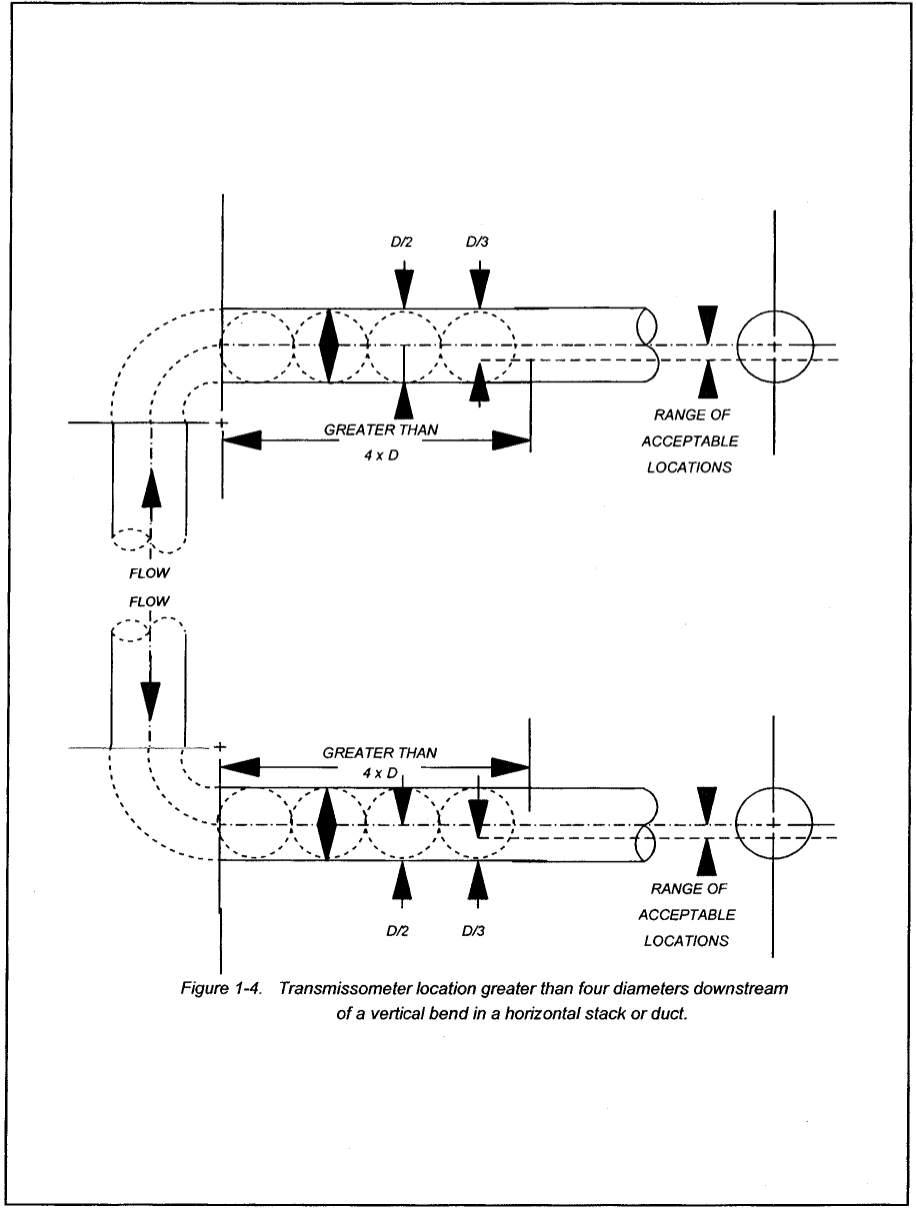 D/2 D/3
GREATER THAN
4 x D
RANGE OF
ACCEPTABLE
LOCATIONS
FLOW
FLOW
GREATER THAN
4 x D
RANGE OF
ACCEPTABLE
LOCATIONS
D/2 D/3
Figure 1-4. Transmissometer location greater than four diameters downstream
of a vertical bend in a horizontal stack or duct.